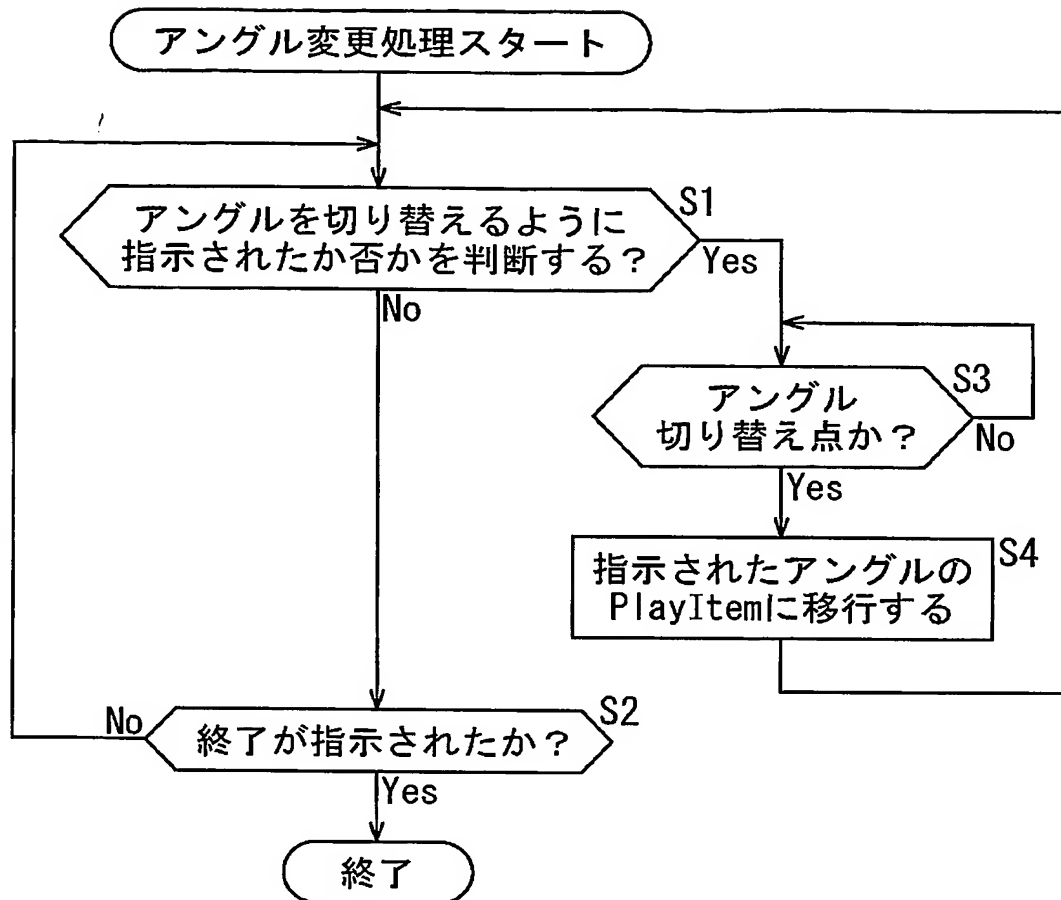 アングル変更処理スタート
アングルを切り替えるように
指示されたか否かを判断する？
S1
Yes
No
アングル
切り替え点か？
S3
No
Yes
指示されたアングルの
PlayItemに移行する
S4
No
終了が指示されたか？
S2
Yes
終了